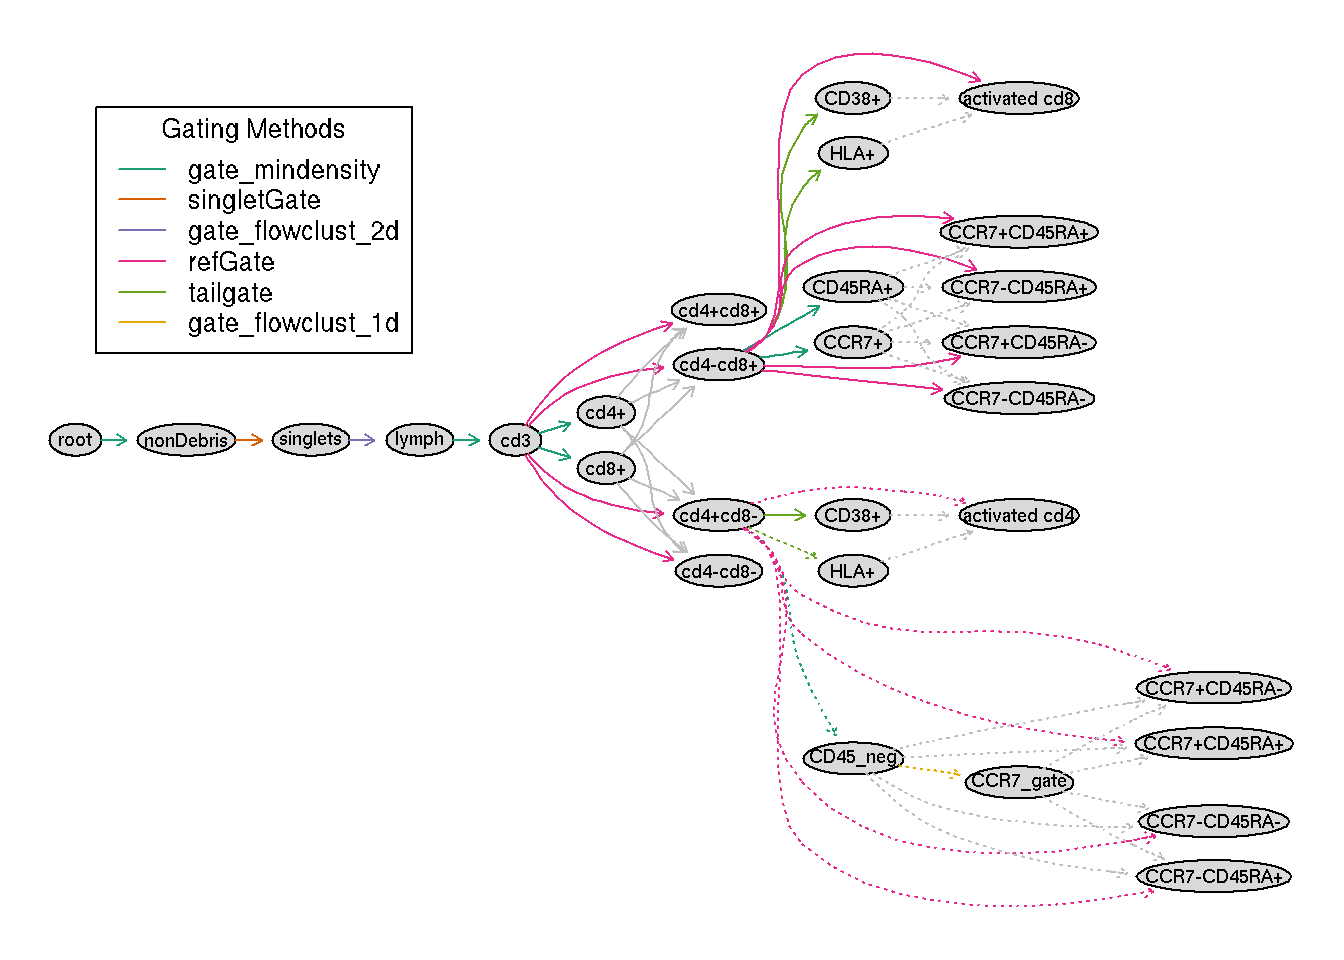 Gating Methods
gate_mindensity
singletGate
gate_flowclust_2d
refGate
tailgate
gate_flowclust_1d
root
nonDebris
singlets
lymph
cd3
cd4+
cd8+
cd4+cd8+
cd4-cd8+
cd4+cd8-
cd4-cd8-
CD38+
activated cd8
HLA+
CCR7+CD45RA+
CD45RA+
CCR7-CD45RA+
CCR7+
CCR7+CD45RA-
CCR7-CD45RA-
CD38+
activated cd4
HLA+
CCR7+CD45RA-
CCR7+CD45RA+
CD45_neg
CCR7_gate
CCR7-CD45RA-
CCR7-CD45RA+